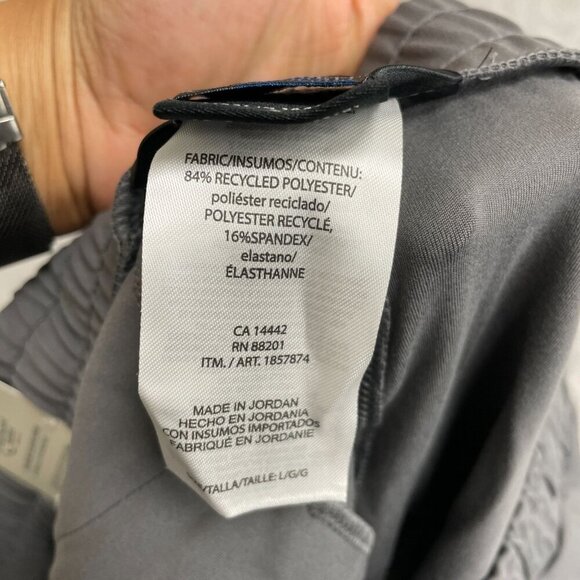 FABRIC/INSUMOS/CONTENU:
84% RECYCLED POLYESTER/
poliéster reciclado/
POLYESTER RECYCLÉ,
16%SPANDEX/
elastano/
ÉLASTHANNE
CA 14442
RN 88201
ITM. / ART. 1857874
MADE IN JORDAN
HECHO EN JORDANIA
CON INSUMOS IMPORTADOS
FABRIQUÉ EN JORDANIE
/TALLA/TAILLE: L/G/G